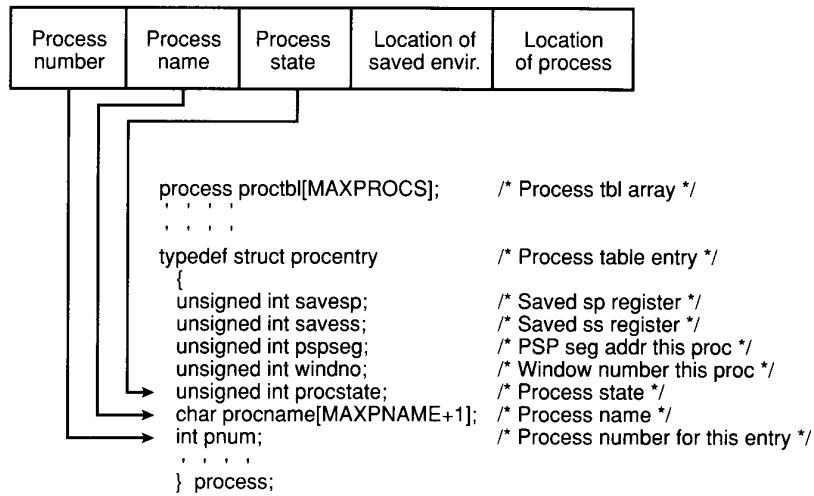 Process number
Process name
Process state
Location of saved envir.
Location of process
process proctbl[MAXPROCS]; /* Process tbl array */
' ' ' '
' ' ' '
typedef struct procentry /* Process table entry */
{
unsigned int savesp; /* Saved sp register */
unsigned int savess; /* Saved ss register */
unsigned int pspseg; /* PSP seg addr this proc */
unsigned int windno; /* Window number this proc */
unsigned int procstate; /* Process state */
char procname[MAXPNAME+1]; /* Process name */
int pnum; /* Process number for this entry */
' ' ' '
} process;